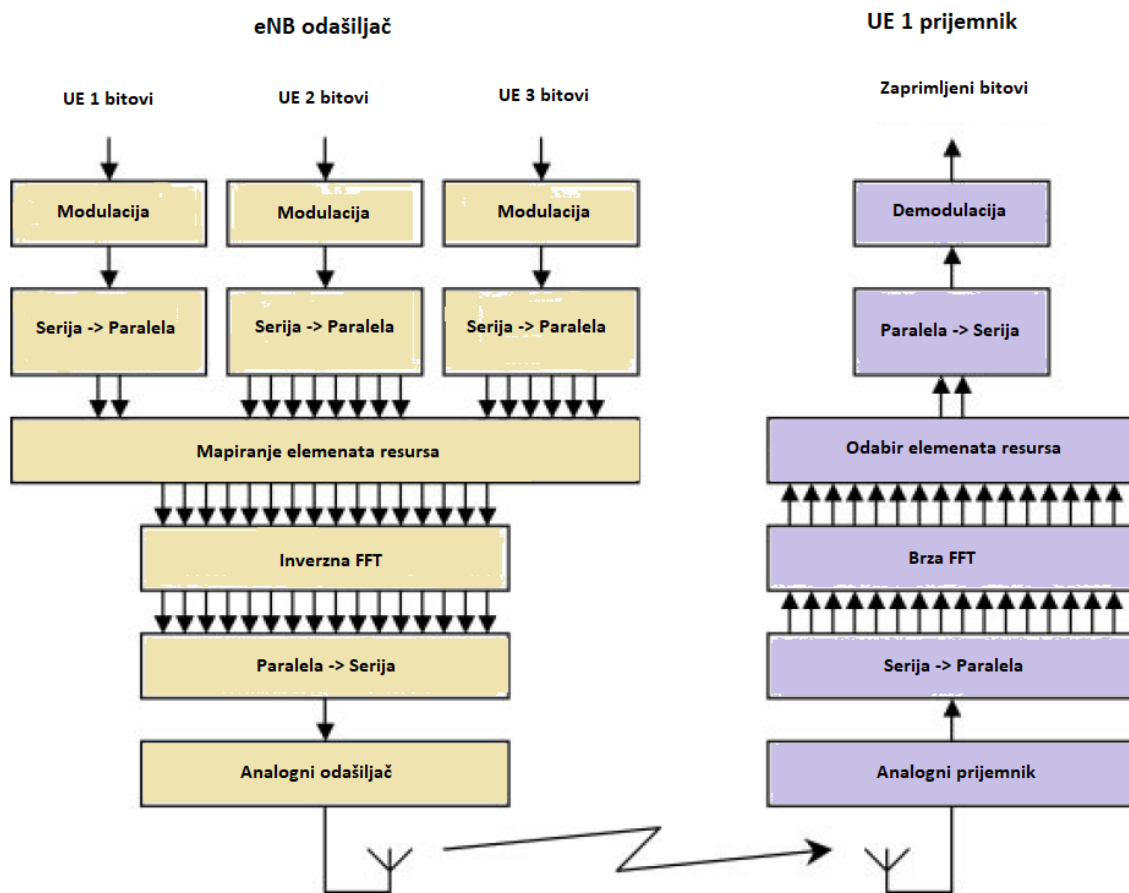 eNB odašiljač
UE 1 prijemnik
UE 1 bitovi
UE 2 bitovi
UE 3 bitovi
Zaprimljeni bitovi
Modulacija
Modulacija
Modulacija
Demodulacija
Serija -> Paralela
Serija -> Paralela
Serija -> Paralela
Paralela -> Serija
Mapiranje elemenata resursa
Odabir elemenata resursa
Inverzna FFT
Brza FFT
Paralela -> Serija
Serija -> Paralela
Analogni odašiljač
Analogni prijemnik